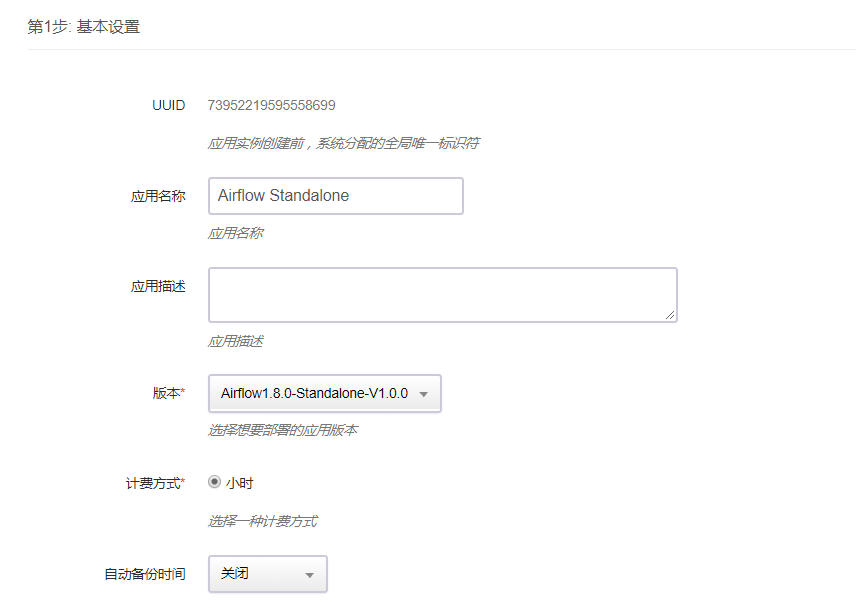 第1步: 基本设置
UUID 73952219595558699
应用实例创建前，系统分配的全局唯一标识符
应用名称 Airflow Standalone
应用名称
应用描述
应用描述
版本* Airflow1.8.0-Standalone-V1.0.0
选择想要部署的应用版本
计费方式* 小时
选择一种计费方式
自动备份时间 关闭